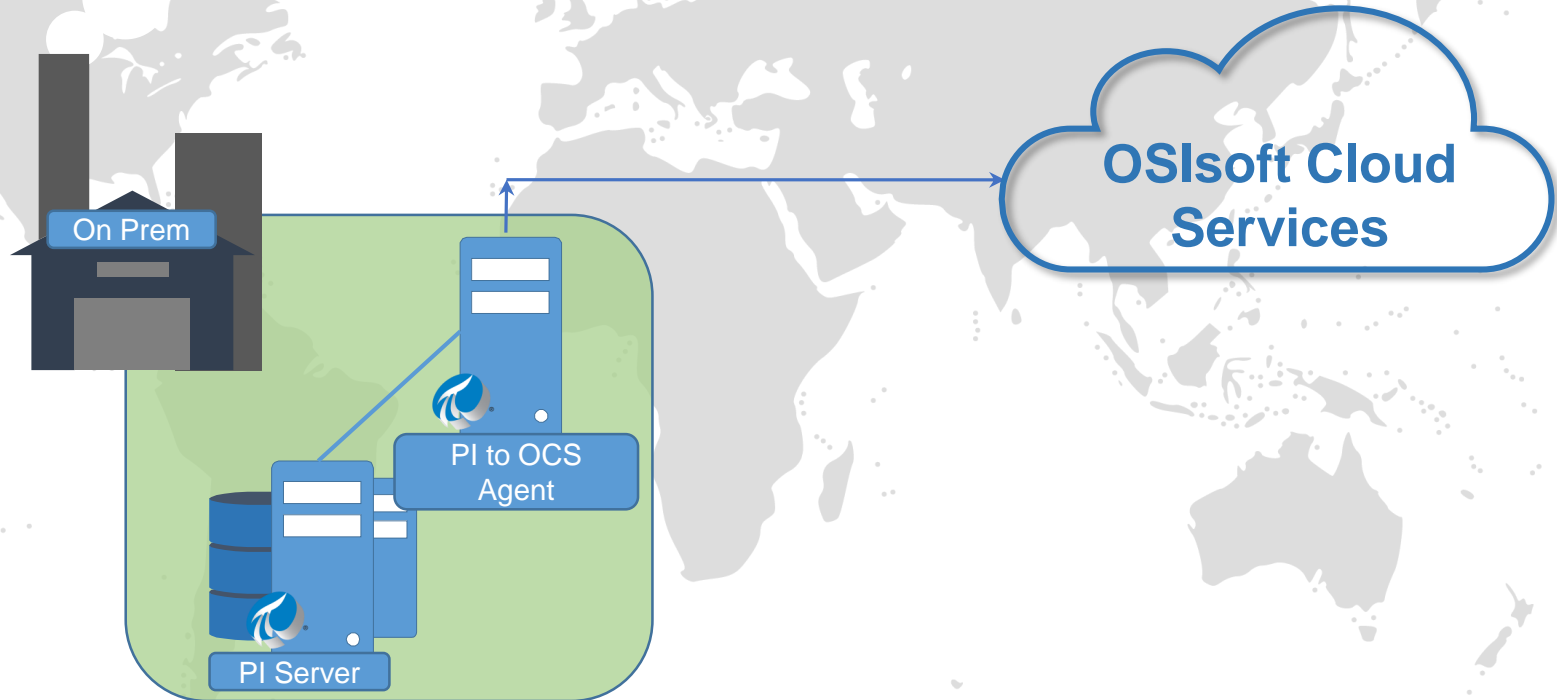 On Prem
OSIsoft Cloud
Services
PI to OCS
Agent
PI Server